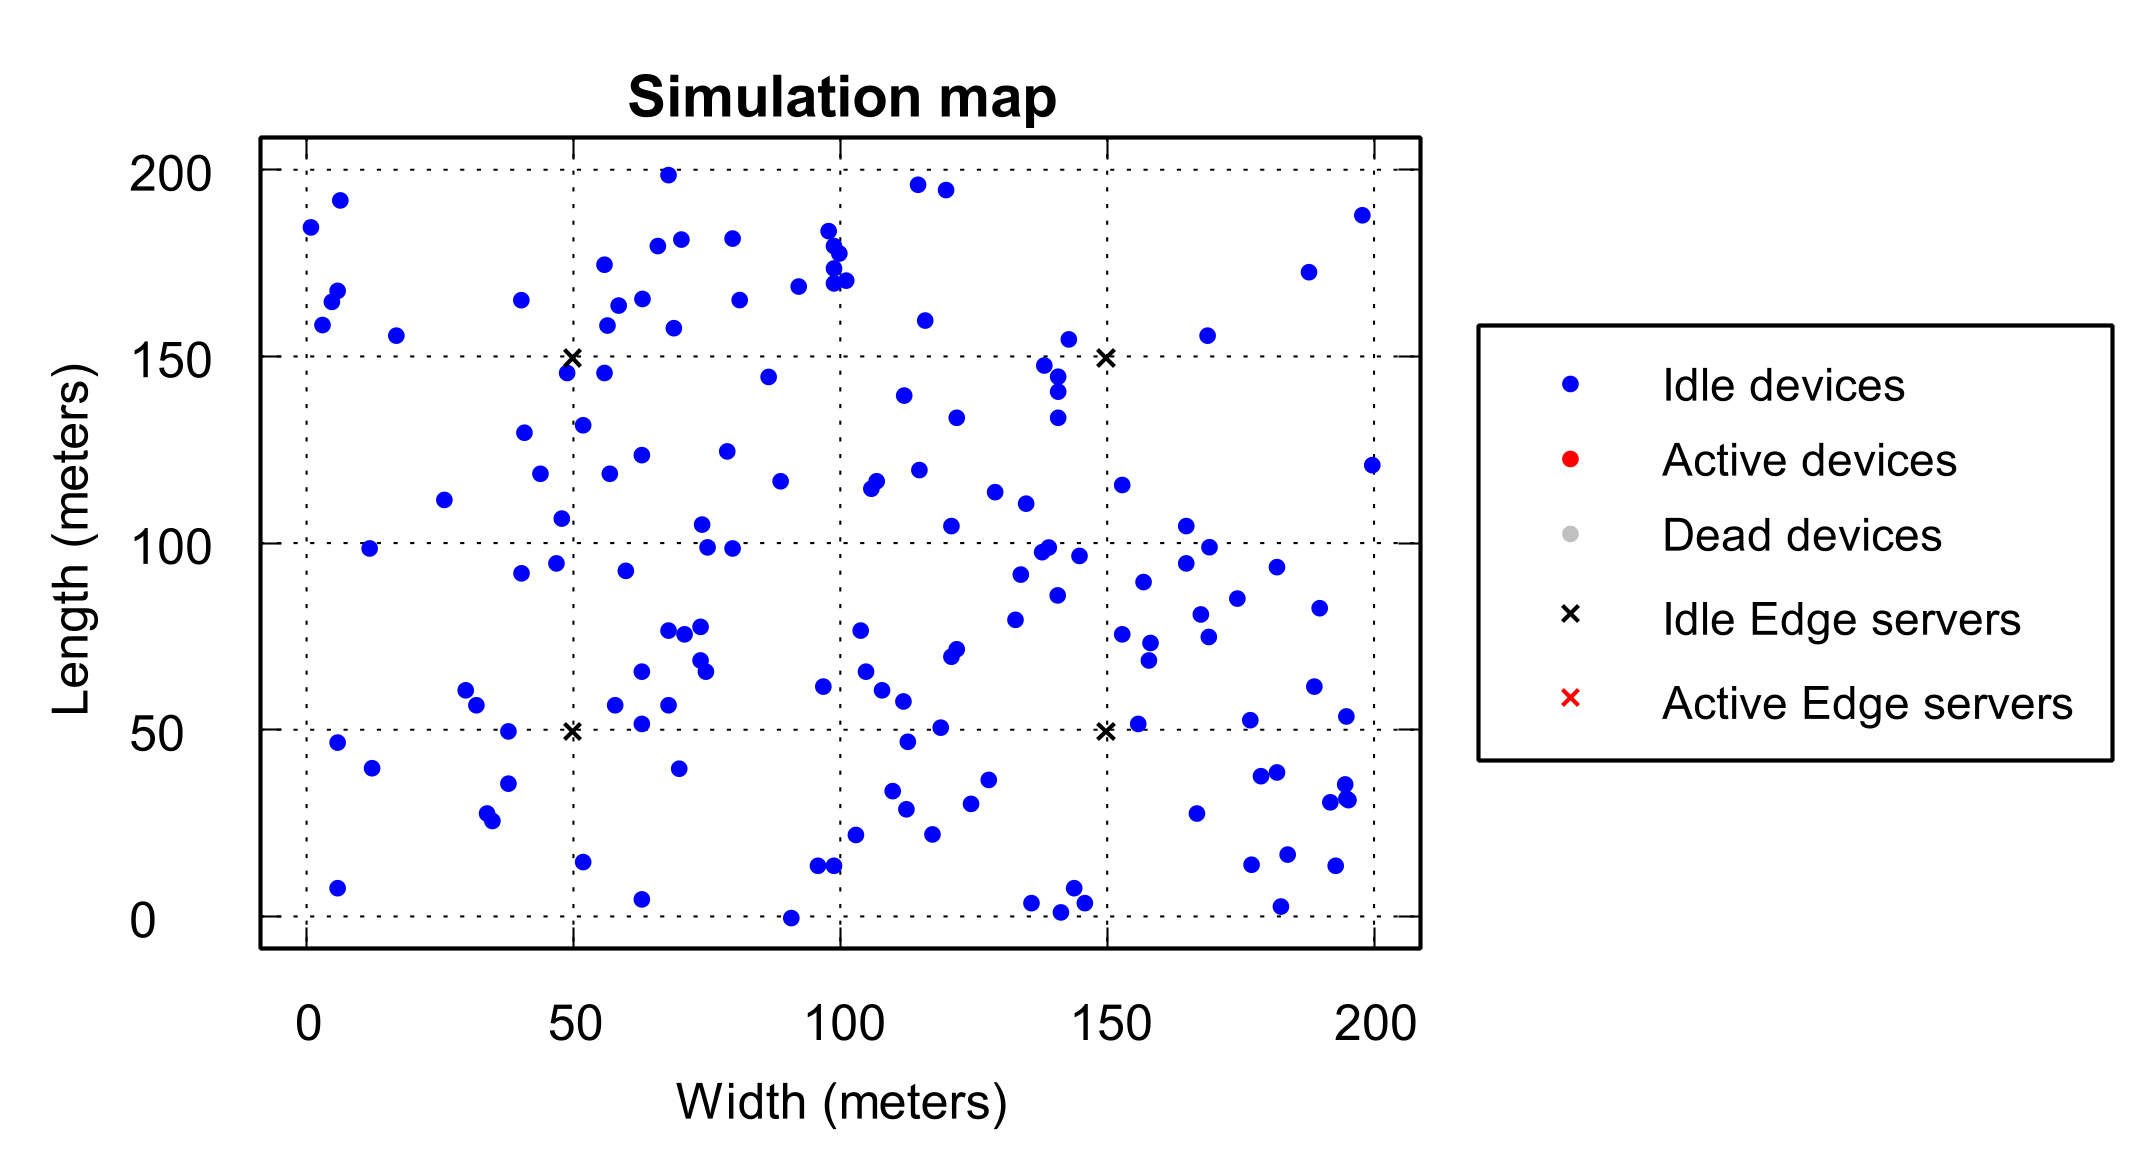 Simulation map
200
150
100
50
0
Length (meters)
0 50 100 150 200
Width (meters)
Idle devices
Active devices
Dead devices
Idle Edge servers
Active Edge servers